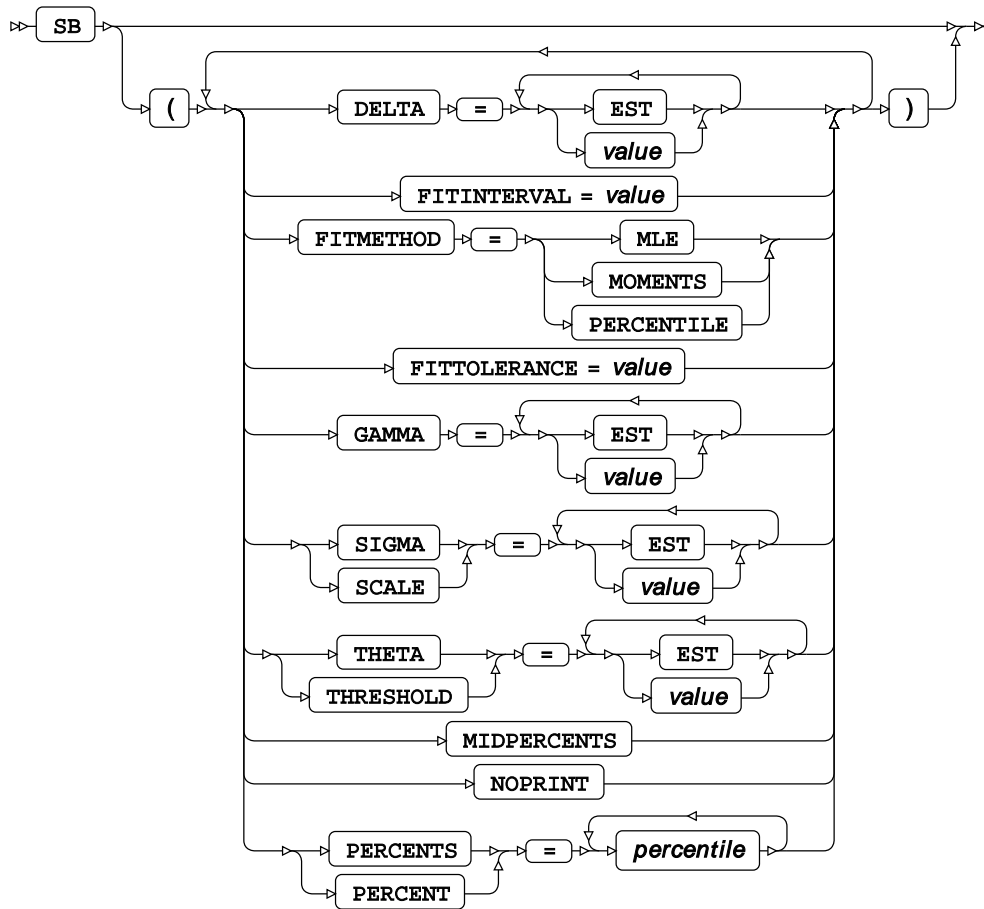 SB
( DELTA = EST )
value
FITINTERVAL = value
FITMETHOD = MLE
MOMENTS
PERCENTILE
FITTOLERANCE = value
GAMMA = EST
value
SIGMA = EST
SCALE value
THETA = EST
THRESHOLD value
MIDPERCENTS
NOPRINT
PERCENTS = percentile
PERCENT